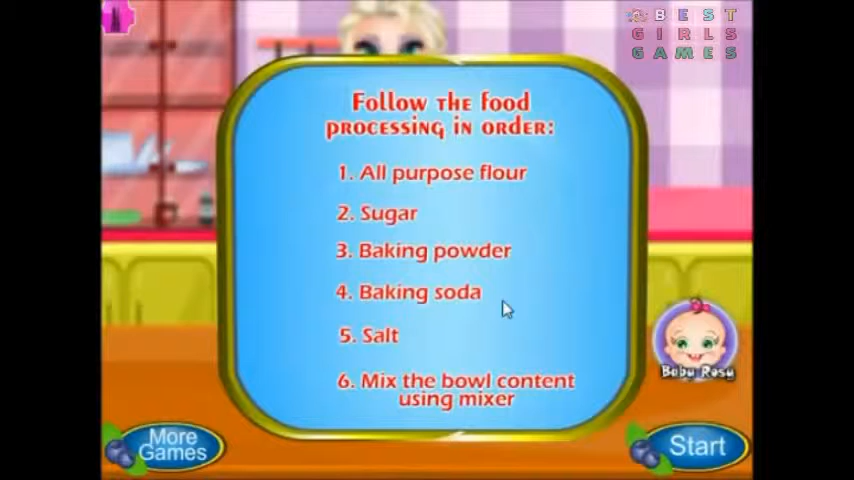 BEST
GIRLS
GAMES
Follow the food
processing in order:
1. All purpose flour
2. Sugar
3. Baking powder
4. Baking soda
5. Salt
6. Mix the bowl content
using mixer
Baby Rosy
More
Games
Start